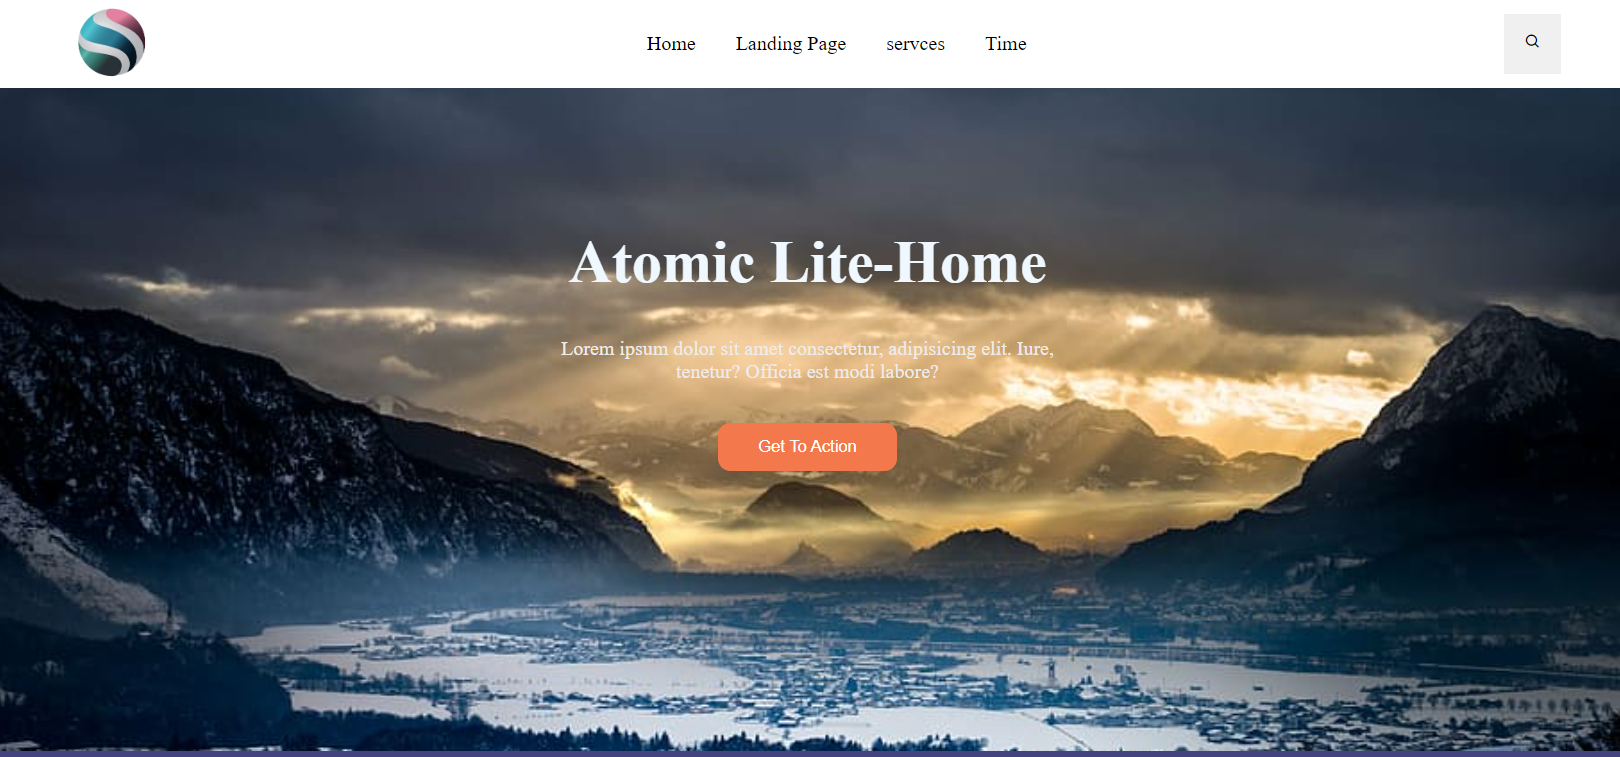 Home
Landing Page
servces
Time
Atomic Lite-Home
Lorem ipsum dolor sit amet consectetur, adipisicing elit. Iure,
tenetur? Officia est modi labore?
Get To Action